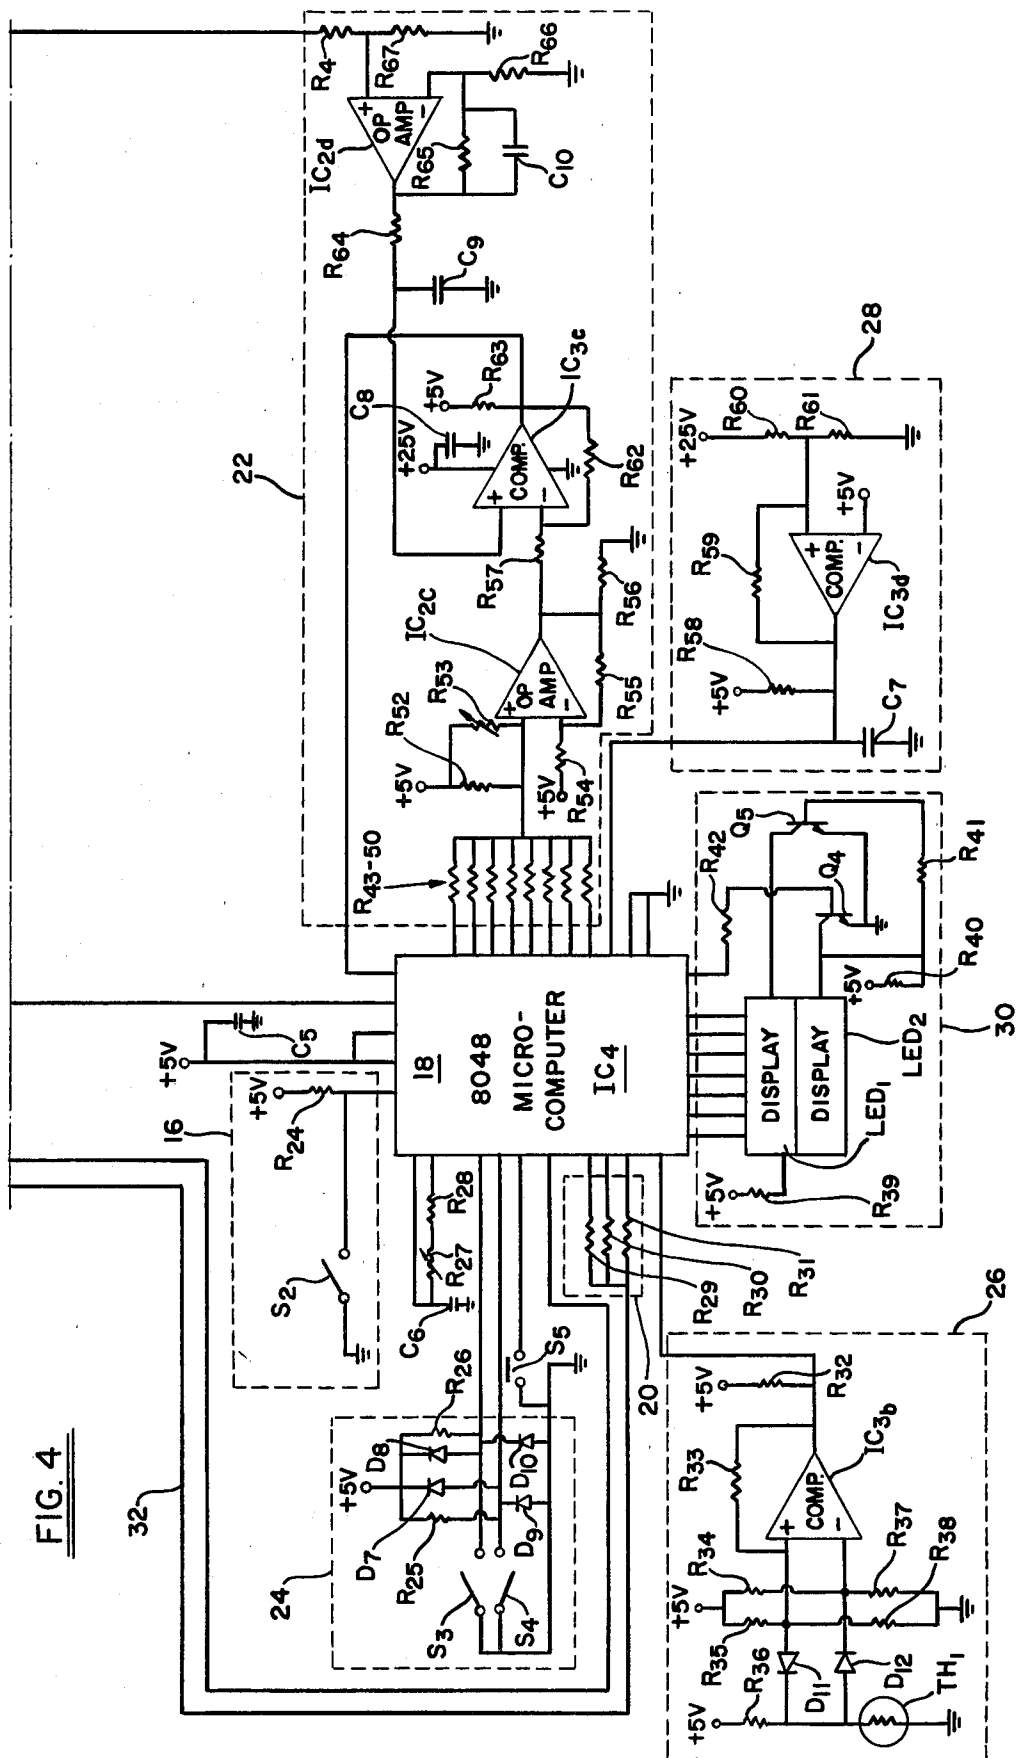 FIG. 4
32
16
+5V
R24
S2
+5V
C5
22
R4
R67
+
OP
AMP
−
IC2d
R66
R65
C10
R64
C9
C8
+25V
+5V
R63
+
COMP.
−
IC3c
R62
R57
IC2C
+
OP
AMP
−
R53
R52
+5V
+5V
R54
R55
R56
R43-50
24
+5V
D7
D8
R25
R26
S3
S4
D9
D10
S5
C6
R27
R28
18
8048
MICRO-
COMPUTER
IC4
20
R29
R30
R31
26
+5V
R32
R33
+
COMP.
−
IC3b
+5V
R34
R35
R37
R38
+5V
R36
D11
D12
TH1
30
+5V
R39
DISPLAY
DISPLAY
LED1
LED2
+5V
R40
R41
R42
Q4
Q5
28
+25V
R60
R61
R59
+
COMP.
−
+5V
IC3d
R58
+5V
C7